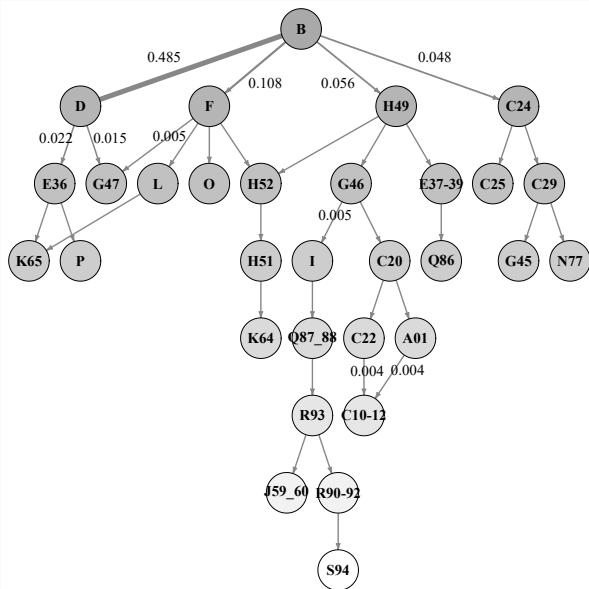 B
0.485
0.108
0.056
0.048
D
F
H49
C24
0.022
0.015
0.005
E36
G47
L
O
H52
G46
E37-39
C25
C29
0.005
K65
P
H51
I
C20
Q86
G45
N77
K64
Q87_88
C22
A01
0.004
0.004
R93
C10-12
J59_60
R90-92
S94